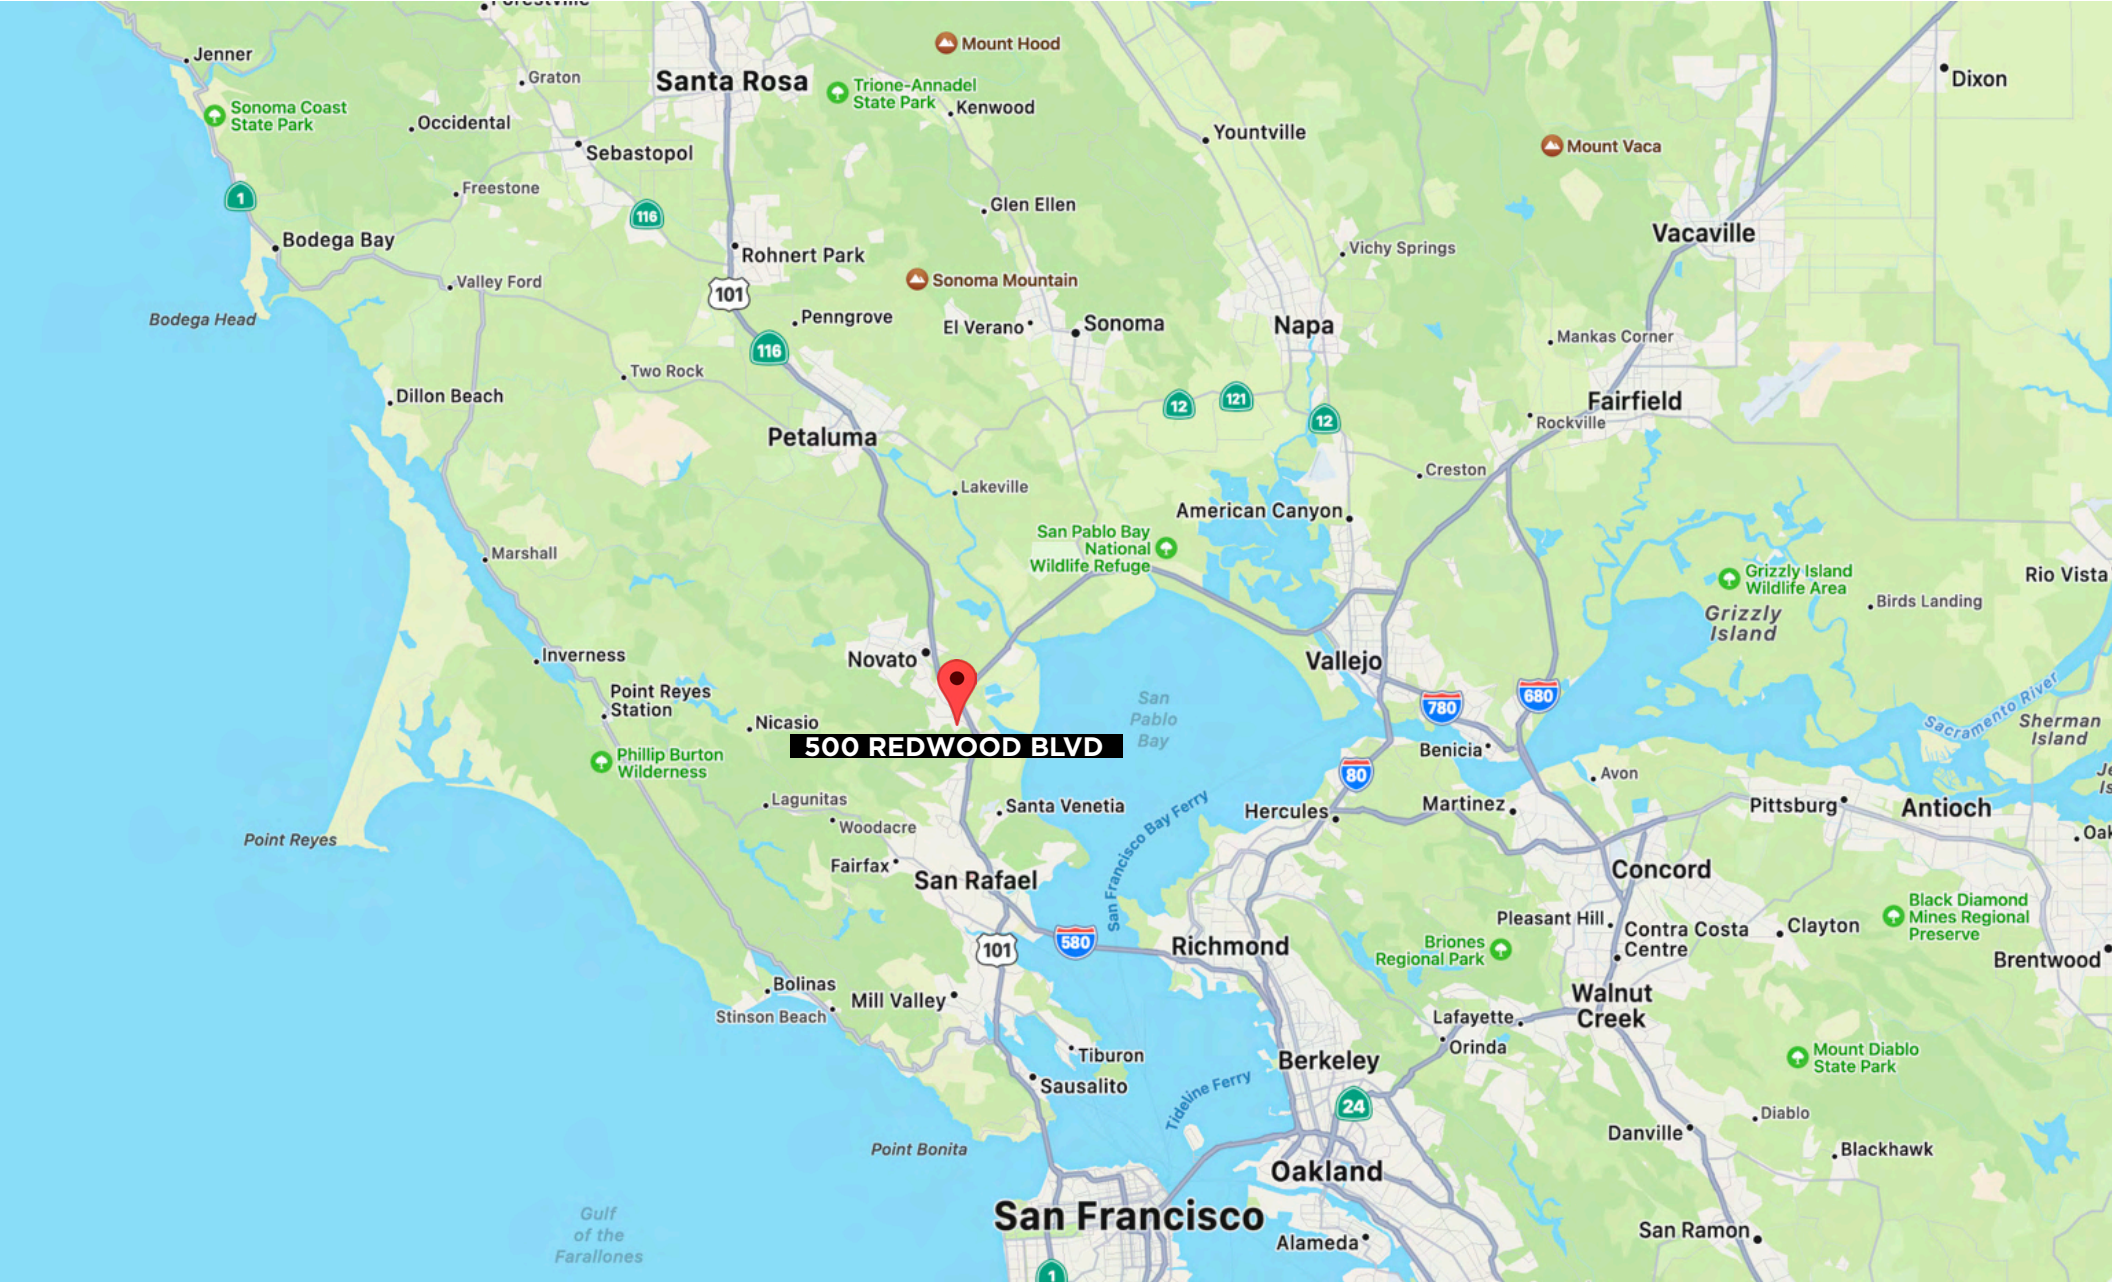 Forestville
Jenner
Mount Hood
Graton
Santa Rosa
Dixon
Trione-Annadel
State Park
Kenwood
Sonoma Coast
State Park
Occidental
Yountville
Mount Vaca
Sebastopol
Freestone
1
116
Glen Ellen
Vacaville
Bodega Bay
Rohnert Park
Vichy Springs
Valley Ford
101
Sonoma Mountain
Bodega Head
Penngrove
El Verano
Sonoma
Napa
Mankas Corner
116
Two Rock
Dillon Beach
12
121
12
Fairfield
Rockville
Petaluma
Creston
Lakeville
American Canyon
San Pablo Bay
National
Wildlife Refuge
Marshall
Grizzly Island
Wildlife Area
Rio Vista
Birds Landing
Grizzly
Island
Novato
Inverness
Vallejo
Point Reyes
Station
San
Pablo
Bay
780
680
Sacramento River
Sherman
Island
Nicasio
500 REDWOOD BLVD
Benicia
Phillip Burton
Wilderness
80
Avon
Lagunitas
Santa Venetia
San Francisco Bay Ferry
Hercules
Martinez
Pittsburg
Antioch
Woodacre
Point Reyes
Fairfax
San Rafael
Concord
Black Diamond
Mines Regional
Preserve
Pleasant Hill
Contra Costa
Centre
Clayton
101
580
Richmond
Briones
Regional Park
Brentwood
Bolinas
Mill Valley
Stinson Beach
Walnut
Creek
Lafayette
Orinda
Tiburon
Berkeley
Mount Diablo
State Park
Sausalito
Tideline Ferry
24
Diablo
Danville
Point Bonita
Blackhawk
Oakland
San Francisco
Gulf
of the
Farallones
Alameda
San Ramon
1